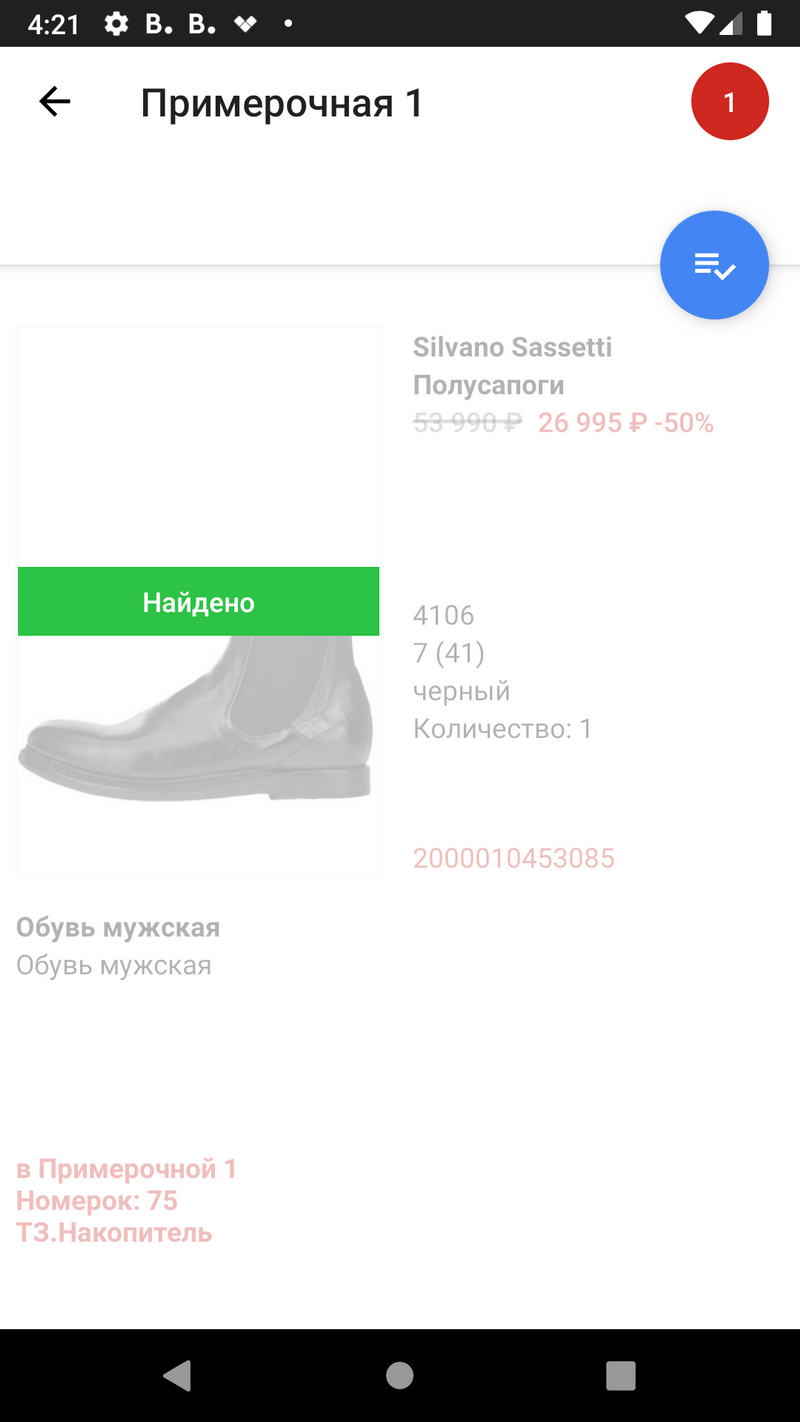 4:21 B. B.
Примерочная 1
1
Silvano Sassetti
Полусапоги
53 990 ₽ 26 995 ₽ -50%
Найдено
4106
7 (41)
черный
Количество: 1
2000010453085
Обувь мужская
Обувь мужская
в Примерочной 1
Номерок: 75
ТЗ.Накопитель